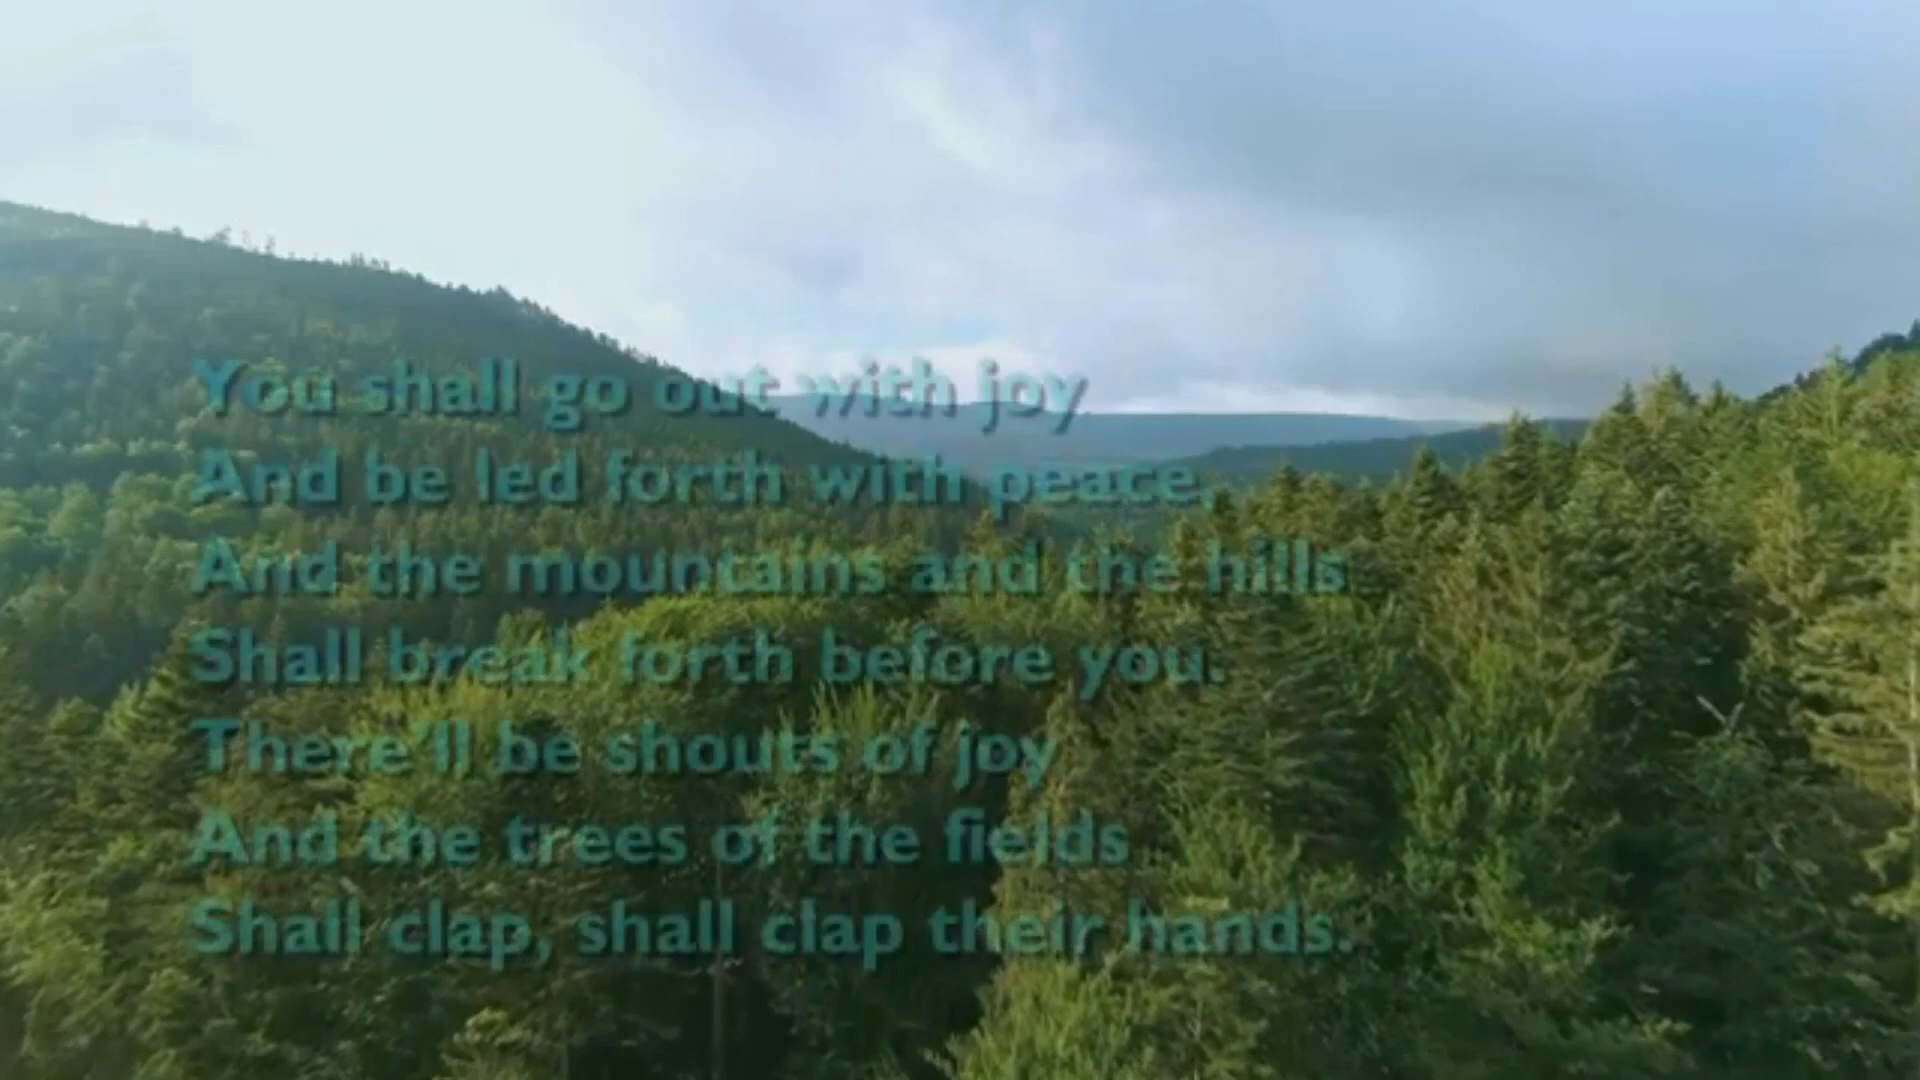 You shall go out with joy
And be led forth with peace,
And the mountains and the hills
Shall break forth before you.
There'll be shouts of joy
And the trees of the fields
Shall clap, shall clap their hands.